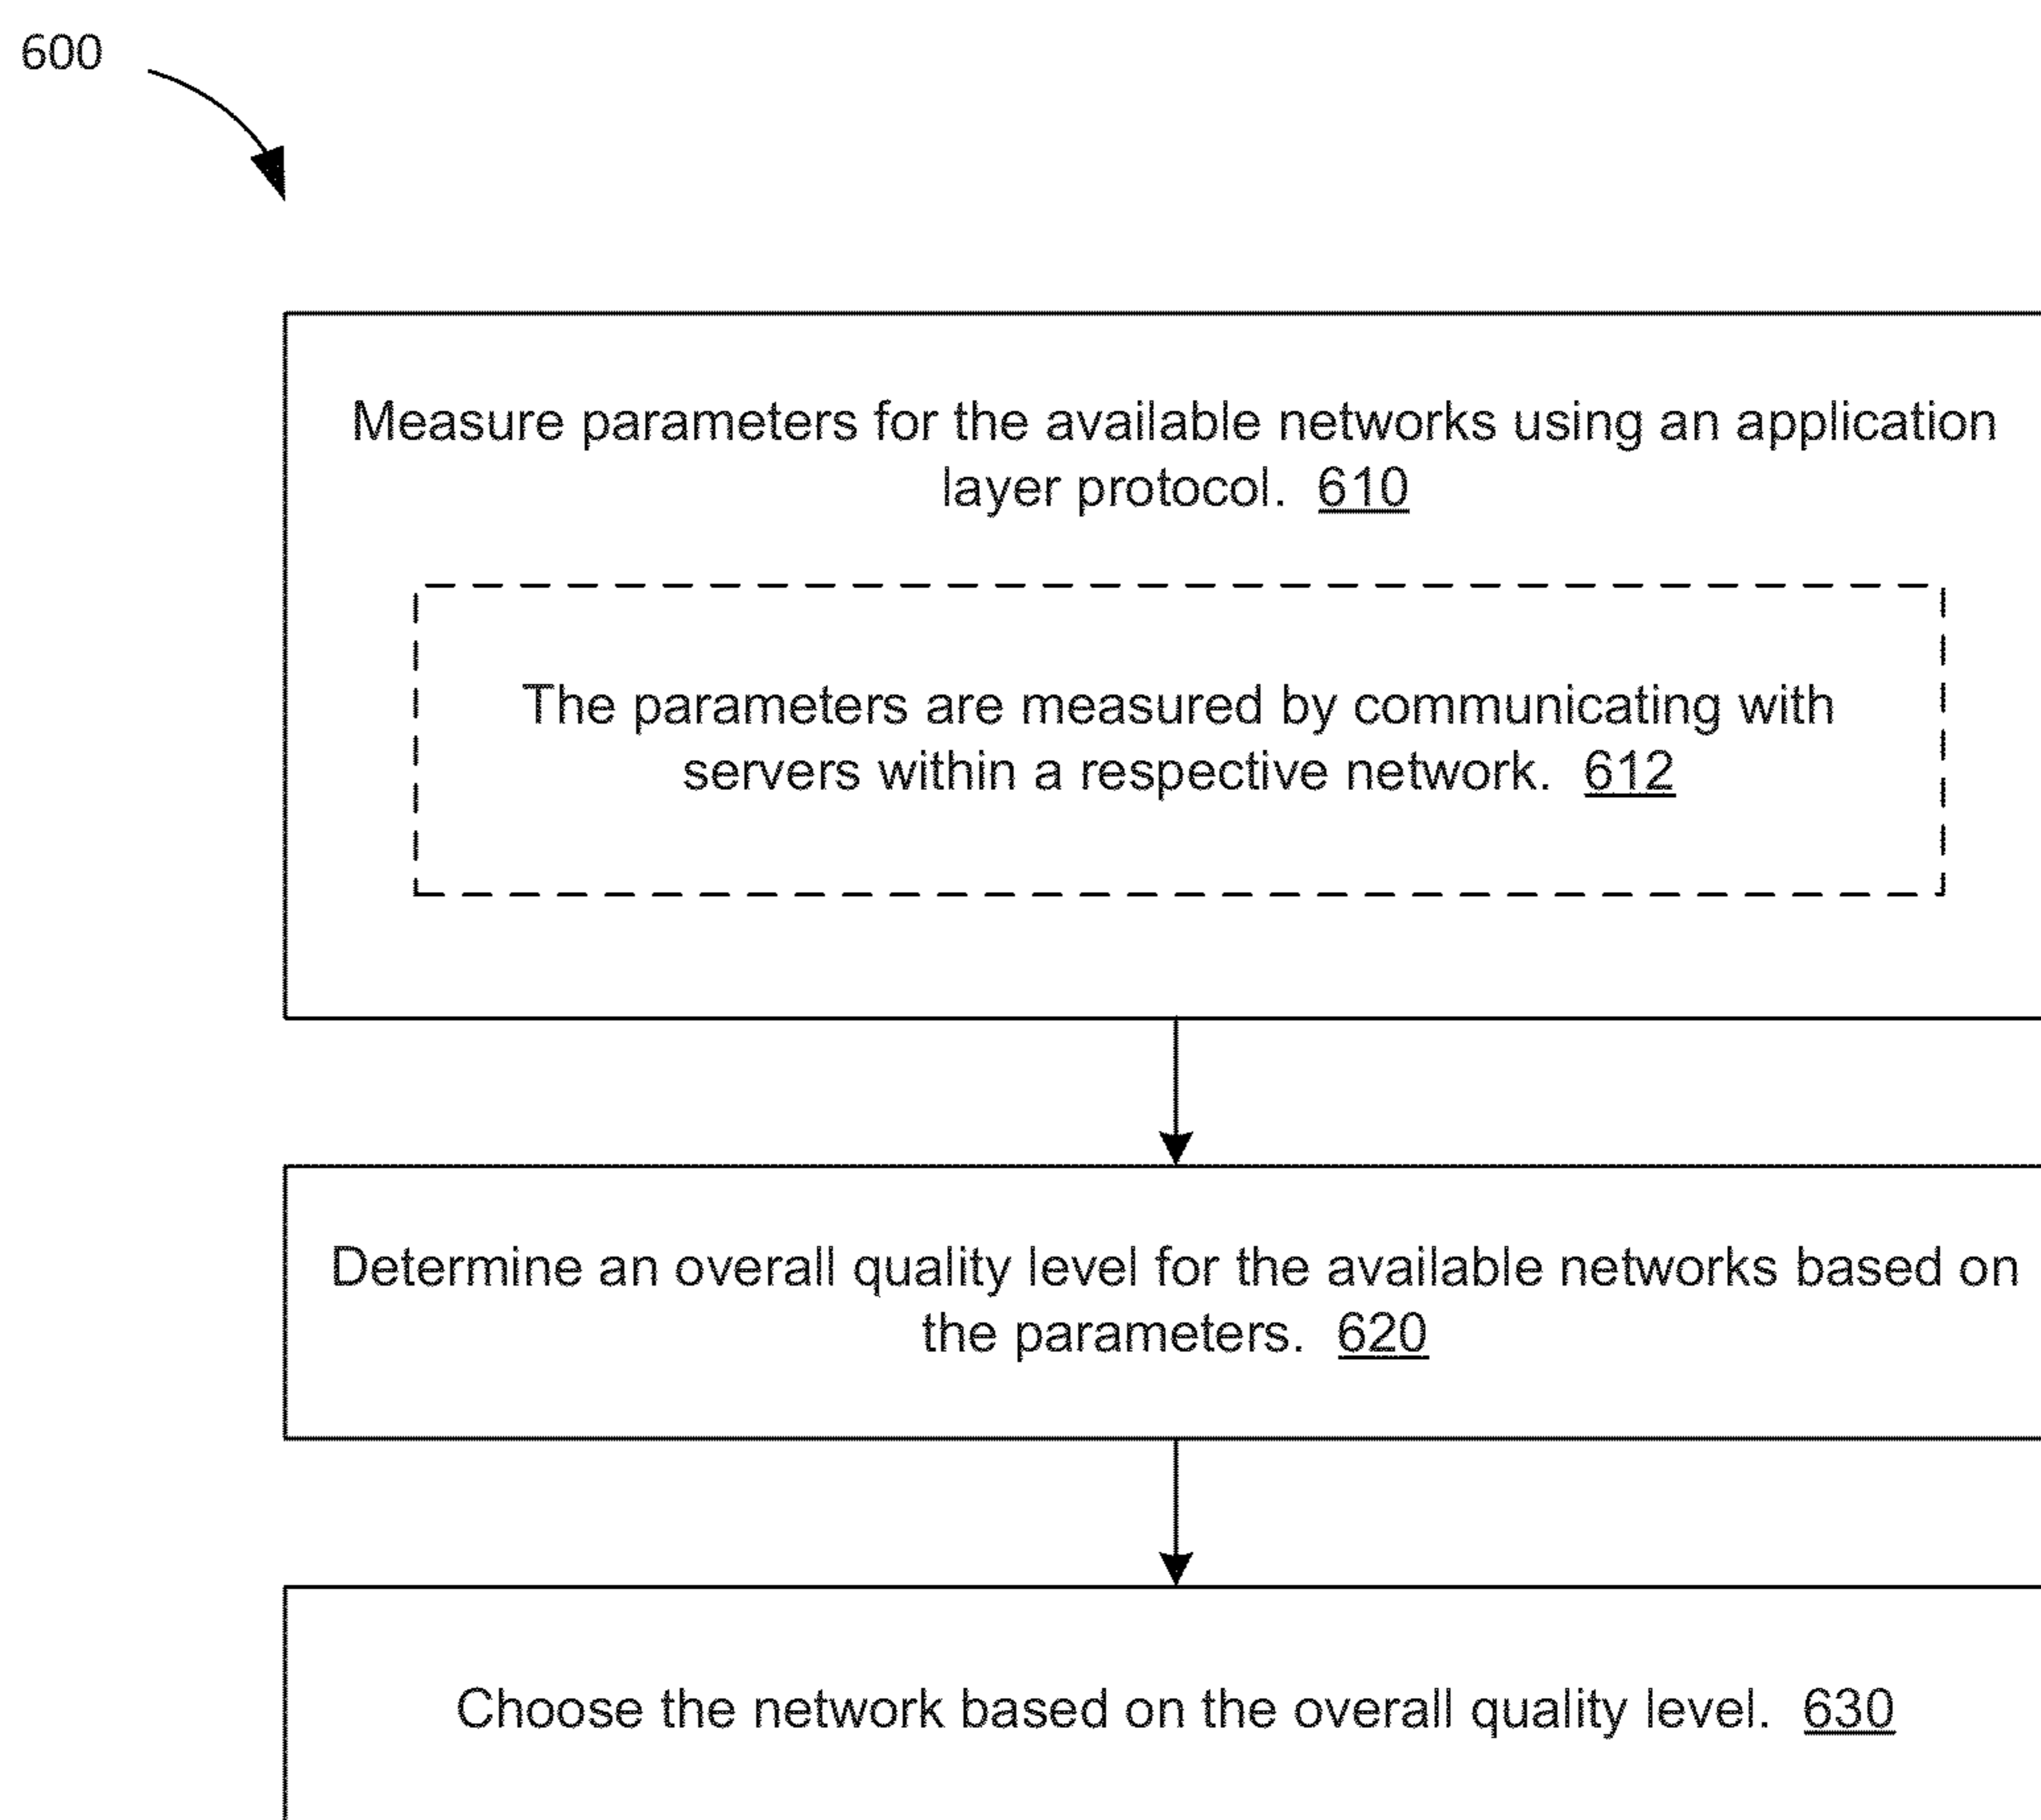 600
Measure parameters for the available networks using an application
layer protocol. 610
The parameters are measured by communicating with
servers within a respective network. 612
Determine an overall quality level for the available networks based on
the parameters. 620
Choose the network based on the overall quality level. 630